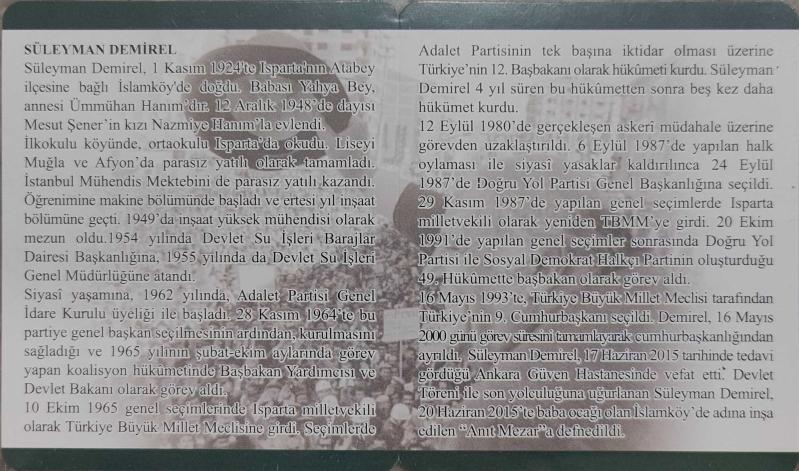 SÜLEYMAN DEMİREL
Süleyman Demirel, 1 Kasım 1924'te Isparta'nın Atabey
ilçesine bağlı İslamköy'de doğdu. Babası Yahya Bey,
annesi Ümmühan Hanım'dır. 12 Aralık 1948'de dayısı
Mesut Şener'in kızı Nazmiye Hanım'la evlendi.
İlkokulu köyünde, ortaokulu Isparta'da okudu. Liseyi
Muğla ve Afyon'da parasız yatılı olarak tamamladı.
İstanbul Mühendis Mektebini de parasız yatılı kazandı.
Öğrenimine makine bölümünde başladı ve ertesi yıl inşaat
bölümüne geçti. 1949'da inşaat yüksek mühendisi olarak
mezun oldu.1954 yılında Devlet Su İşleri Barajlar
Dairesi Başkanlığına, 1955 yılında da Devlet Su İşleri
Genel Müdürlüğüne atandı.
Siyasî yaşamına, 1962 yılında, Adalet Partisi Genel
İdare Kurulu üyeliği ile başladı. 28 Kasım 1964'te bu
partiye genel başkan seçilmesinin ardından, kurulmasını
sağladığı ve 1965 yılının şubat-ekim aylarında görev
yapan koalisyon hükûmetinde Başbakan Yardımcısı ve
Devlet Bakanı olarak görev aldı.
10 Ekim 1965 genel seçimlerinde Isparta milletvekili
olarak Türkiye Büyük Millet Meclisine girdi. Seçimlerde
Adalet Partisinin tek başına iktidar olması üzerine
Türkiye'nin 12. Başbakanı olarak hükûmeti kurdu. Süleyman
Demirel 4 yıl süren bu hükûmetten sonra beş kez daha
hükümet kurdu.
12 Eylül 1980'de gerçekleşen askerî müdahale üzerine
görevden uzaklaştırıldı. 6 Eylül 1987'de yapılan halk
oylaması ile siyasî yasaklar kaldırılınca 24 Eylül
1987'de Doğru Yol Partisi Genel Başkanlığına seçildi.
29 Kasım 1987'de yapılan genel seçimlerde Isparta
milletvekili olarak yeniden TBMM'ye girdi. 20 Ekim
1991'de yapılan genel seçimler sonrasında Doğru Yol
Partisi ile Sosyal Demokrat Halkçı Partinin oluşturduğu
49. Hükûmette başbakan olarak görev aldı.
16 Mayıs 1993'te, Türkiye Büyük Millet Meclisi tarafından
Türkiye'nin 9. Cumhurbaşkanı seçildi. Demirel, 16 Mayıs
2000 günü görev süresini tamamlayarak cumhurbaşkanlığından
ayrıldı. Süleyman Demirel, 17 Haziran 2015 tarihinde tedavi
gördüğü Ankara Güven Hastanesinde vefat etti. Devlet
Töreni ile son yolculuğuna uğurlanan Süleyman Demirel,
20 Haziran 2015'te baba ocağı olan İslamköy'de adına inşa
edilen "Anıt Mezar"a defnedildi.